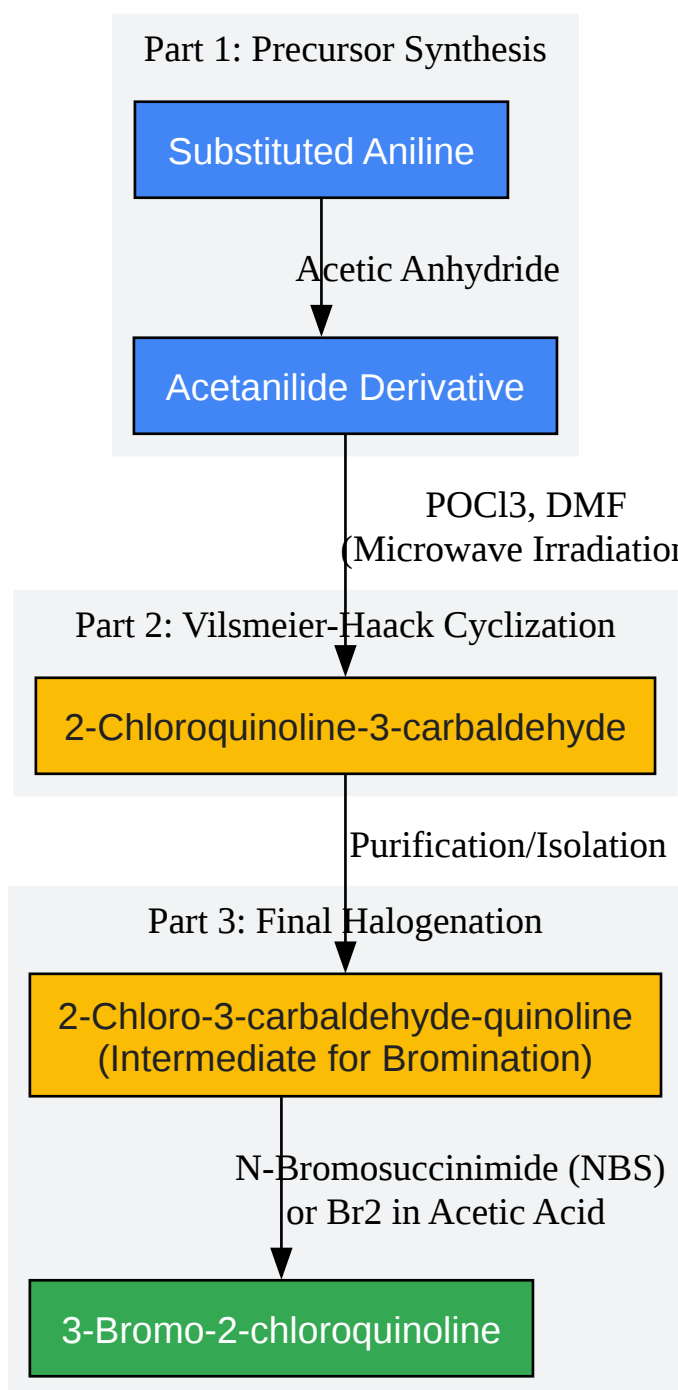 Part 1: Precursor Synthesis
Substituted Aniline
Acetic Anhydride
Acetanilide Derivative
POCl3, DMF
(Microwave Irradiation
Part 2: Vilsmeier-Haack Cyclization
2-Chloroquinoline-3-carbaldehyde
Purification/Isolation
Part 3: Final Halogenation
2-Chloro-3-carbaldehyde-quinoline
(Intermediate for Bromination)
N-Bromosuccinimide (NBS)
or Br2 in Acetic Acid
3-Bromo-2-chloroquinoline